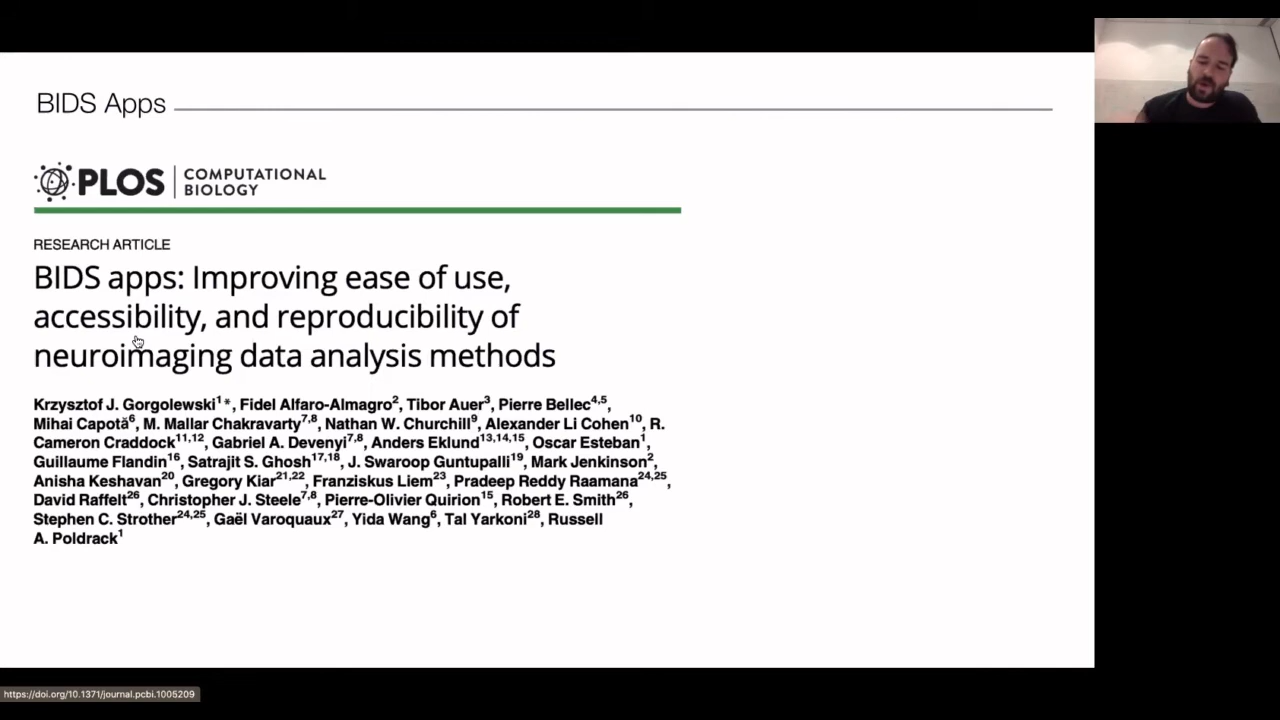 BIDS Apps
PLOS COMPUTATIONAL
BIOLOGY
RESEARCH ARTICLE
BIDS apps: Improving ease of use,
accessibility, and reproducibility of
neuroimaging data analysis methods
Krzysztof J. Gorgolewski1*, Fidel Alfaro-Almagro2, Tibor Auer3, Pierre Bellec4,5,
Mihai Capotă6, M. Mallar Chakravarty7,8, Nathan W. Churchill9, Alexander Li Cohen10, R.
Cameron Craddock11,12, Gabriel A. Devenyi7,8, Anders Eklund13,14,15, Oscar Esteban1,
Guillaume Flandin16, Satrajit S. Ghosh17,18, J. Swaroop Guntupalli19, Mark Jenkinson2,
Anisha Keshavan20, Gregory Kiar21,22, Franziskus Liem23, Pradeep Reddy Raamana24,25,
David Raffelt26, Christopher J. Steele7,8, Pierre-Olivier Quirion15, Robert E. Smith26,
Stephen C. Strother24,25, Gaël Varoquaux27, Yida Wang6, Tal Yarkoni28, Russell
A. Poldrack1
https://doi.org/10.1371/journal.pcbi.1005209